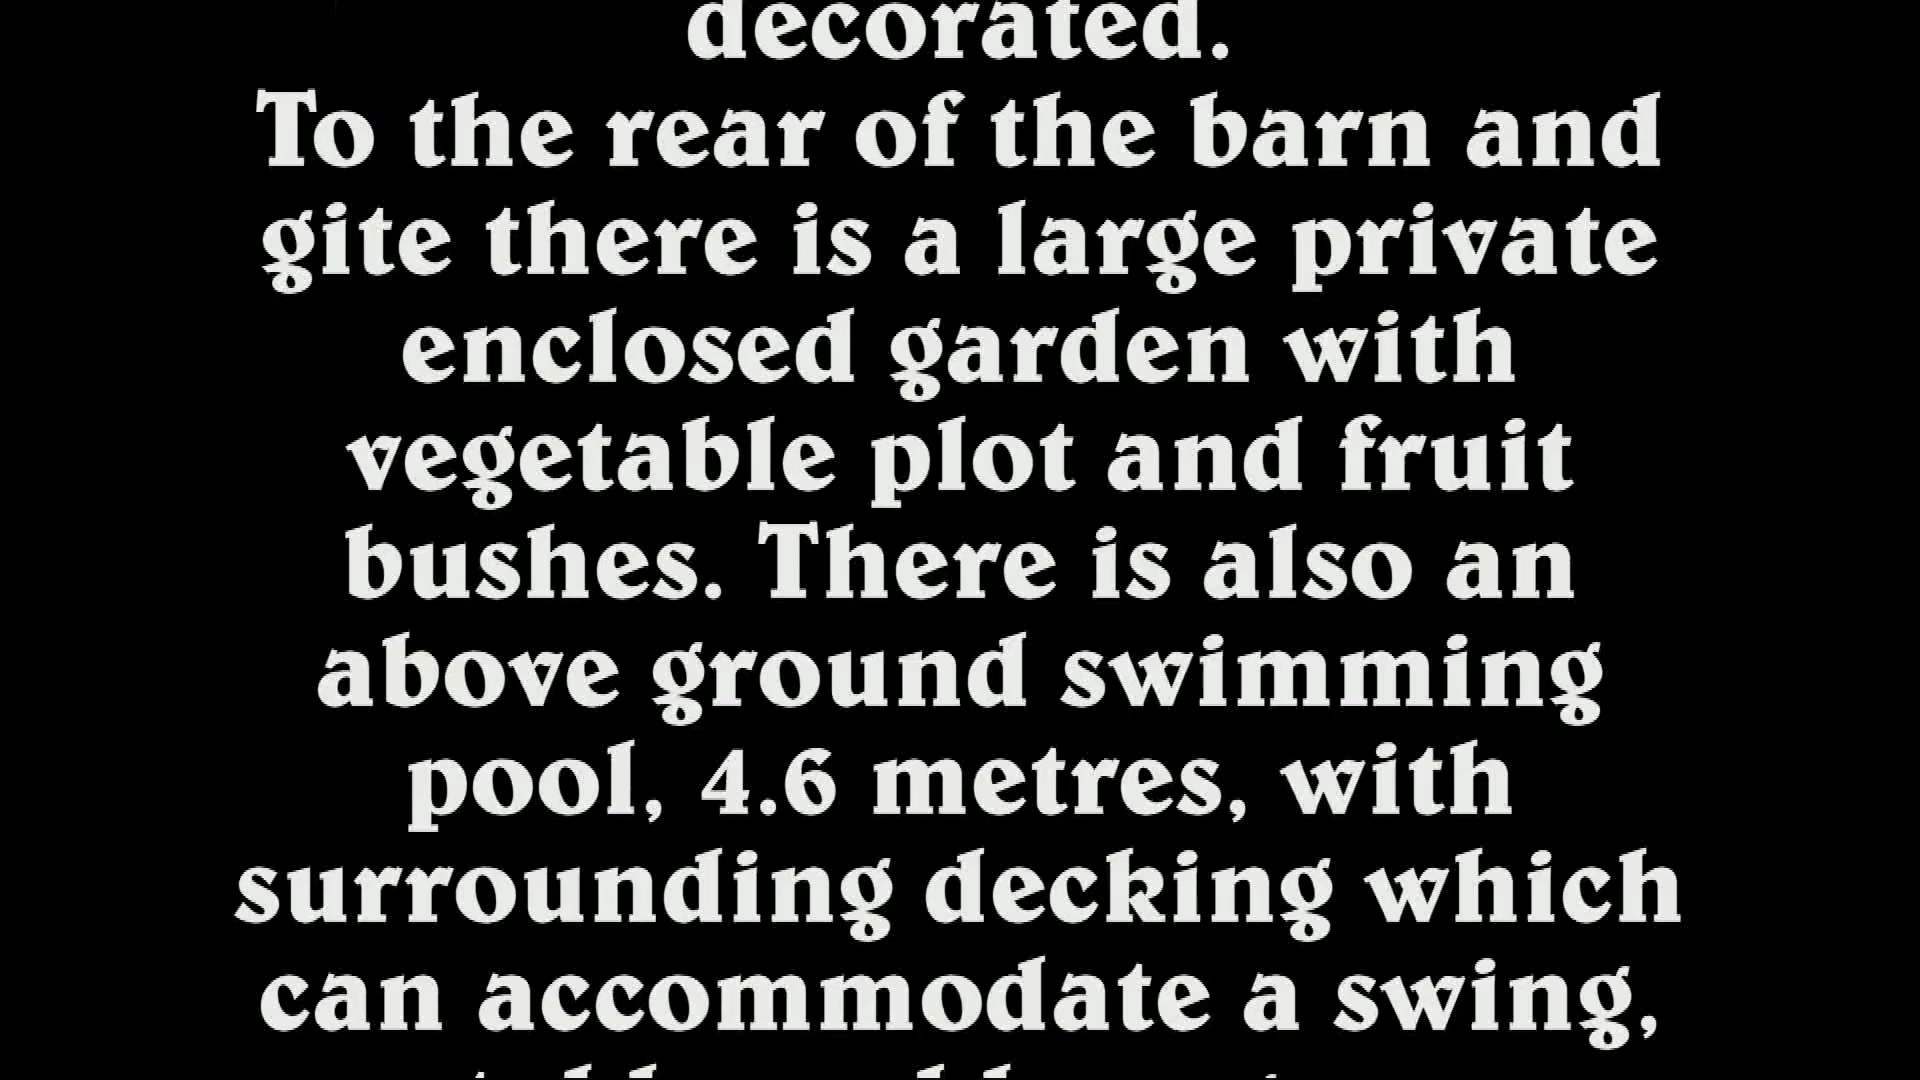 decorated.
To the rear of the barn and
gite there is a large private
enclosed garden with
vegetable plot and fruit
bushes. There is also an
above ground swimming
pool, 4.6 metres, with
surrounding decking which
can accommodate a swing,